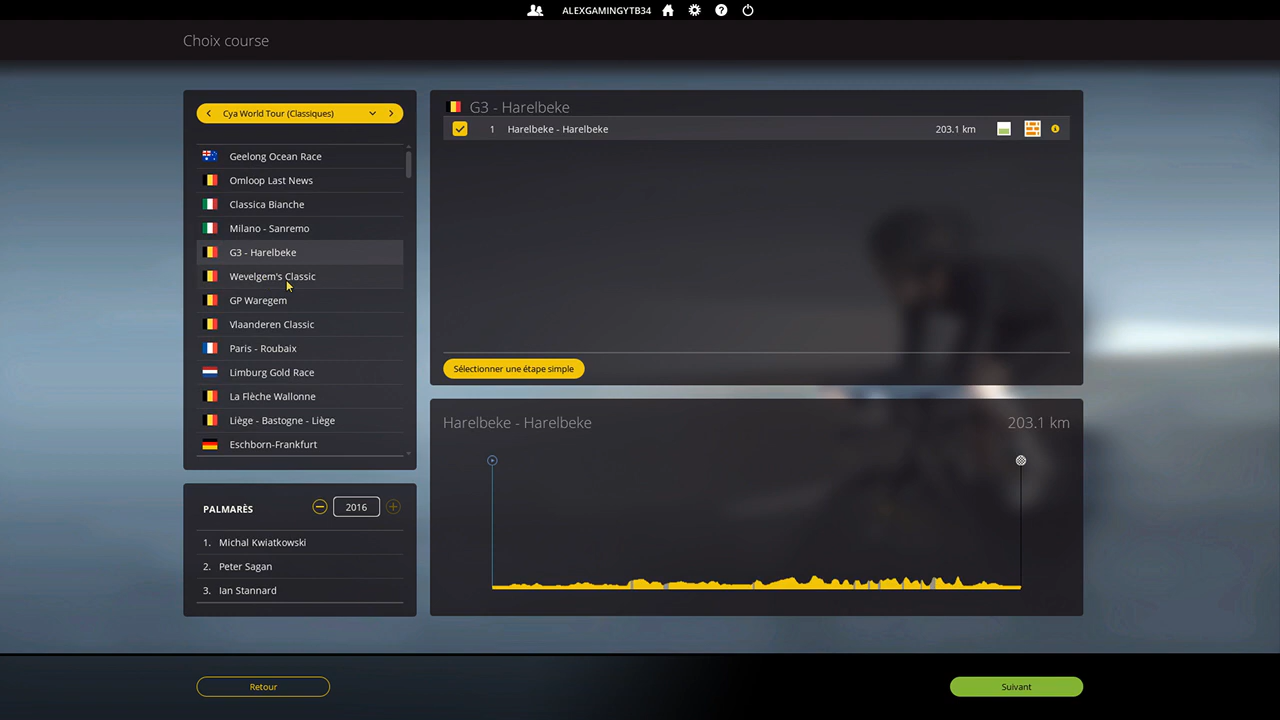 ALEXGAMINGYTB34
Choix course
Cya World Tour (Classiques)
Geelong Ocean Race
Omloop Last News
Classica Bianche
Milano - Sanremo
G3 - Harelbeke
Wevelgem's Classic
GP Waregem
Vlaanderen Classic
Paris - Roubaix
Limburg Gold Race
La Flèche Wallonne
Liège - Bastogne - Liège
Eschborn-Frankfurt
PALMARÈS 2016
1. Michal Kwiatkowski
2. Peter Sagan
3. Ian Stannard
G3 - Harelbeke
1 Harelbeke - Harelbeke 203.1 km
Sélectionner une étape simple
Harelbeke - Harelbeke 203.1 km
Retour
Suivant